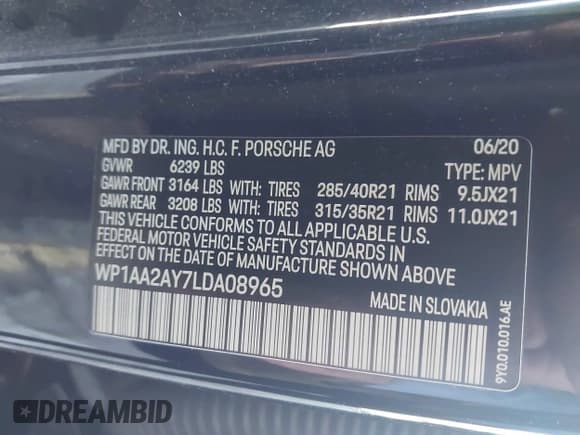 MFD BY DR. ING. H.C. F. PORSCHE AG 06/20
GVWR 6239 LBS TYPE: MPV
GAWR FRONT 3164 LBS WITH: TIRES 285/40R21 RIMS 9.5JX21
GAWR REAR 3208 LBS WITH: TIRES 315/35R21 RIMS 11.0JX21
THIS VEHICLE CONFORMS TO ALL APPLICABLE U.S.
FEDERAL MOTOR VEHICLE SAFETY STANDARDS IN
EFFECT ON THE DATE OF MANUFACTURE SHOWN ABOVE
WP1AA2AY7LDA08965
MADE IN SLOVAKIA
9Y0.010.016.AE
DREAMBID